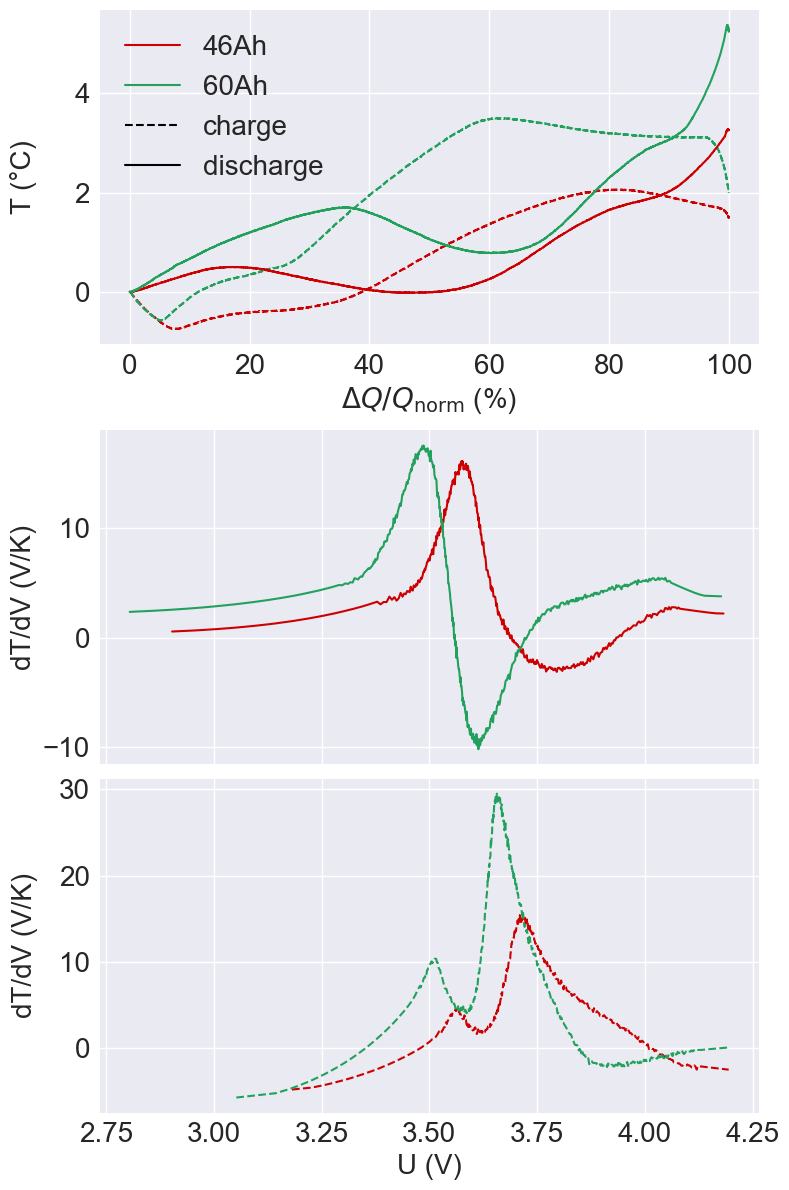 46Ah
60Ah
charge
discharge
T (°C)
4
2
0
0 20 40 60 80 100
ΔQ/Qnorm (%)
dT/dV (V/K)
10
0
−10
dT/dV (V/K)
30
20
10
0
2.75 3.00 3.25 3.50 3.75 4.00 4.25
U (V)